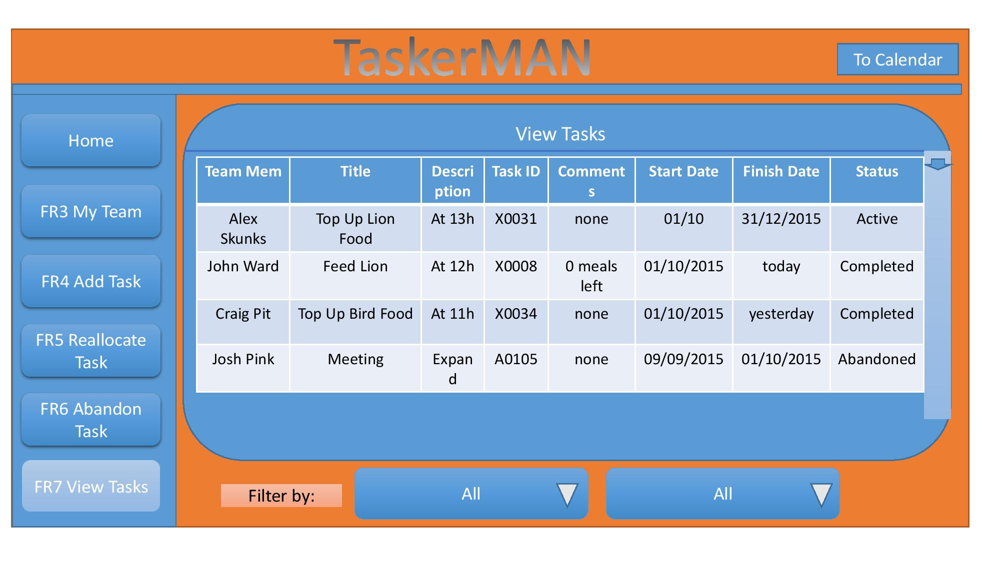 TaskerMAN
To Calendar
Home
FR3 My Team
FR4 Add Task
FR5 Reallocate
Task
FR6 Abandon
Task
FR7 View Tasks
View Tasks
Team Mem Title Descri Task ID Comment Start Date Finish Date Status
ption s
Alex Top Up Lion At 13h X0031 none 01/10 31/12/2015 Active
Skunks Food
John Ward Feed Lion At 12h X0008 0 meals 01/10/2015 today Completed
left
Craig Pit Top Up Bird Food At 11h X0034 none 01/10/2015 yesterday Completed
Josh Pink Meeting Expan A0105 none 09/09/2015 01/10/2015 Abandoned
d
Filter by: All All